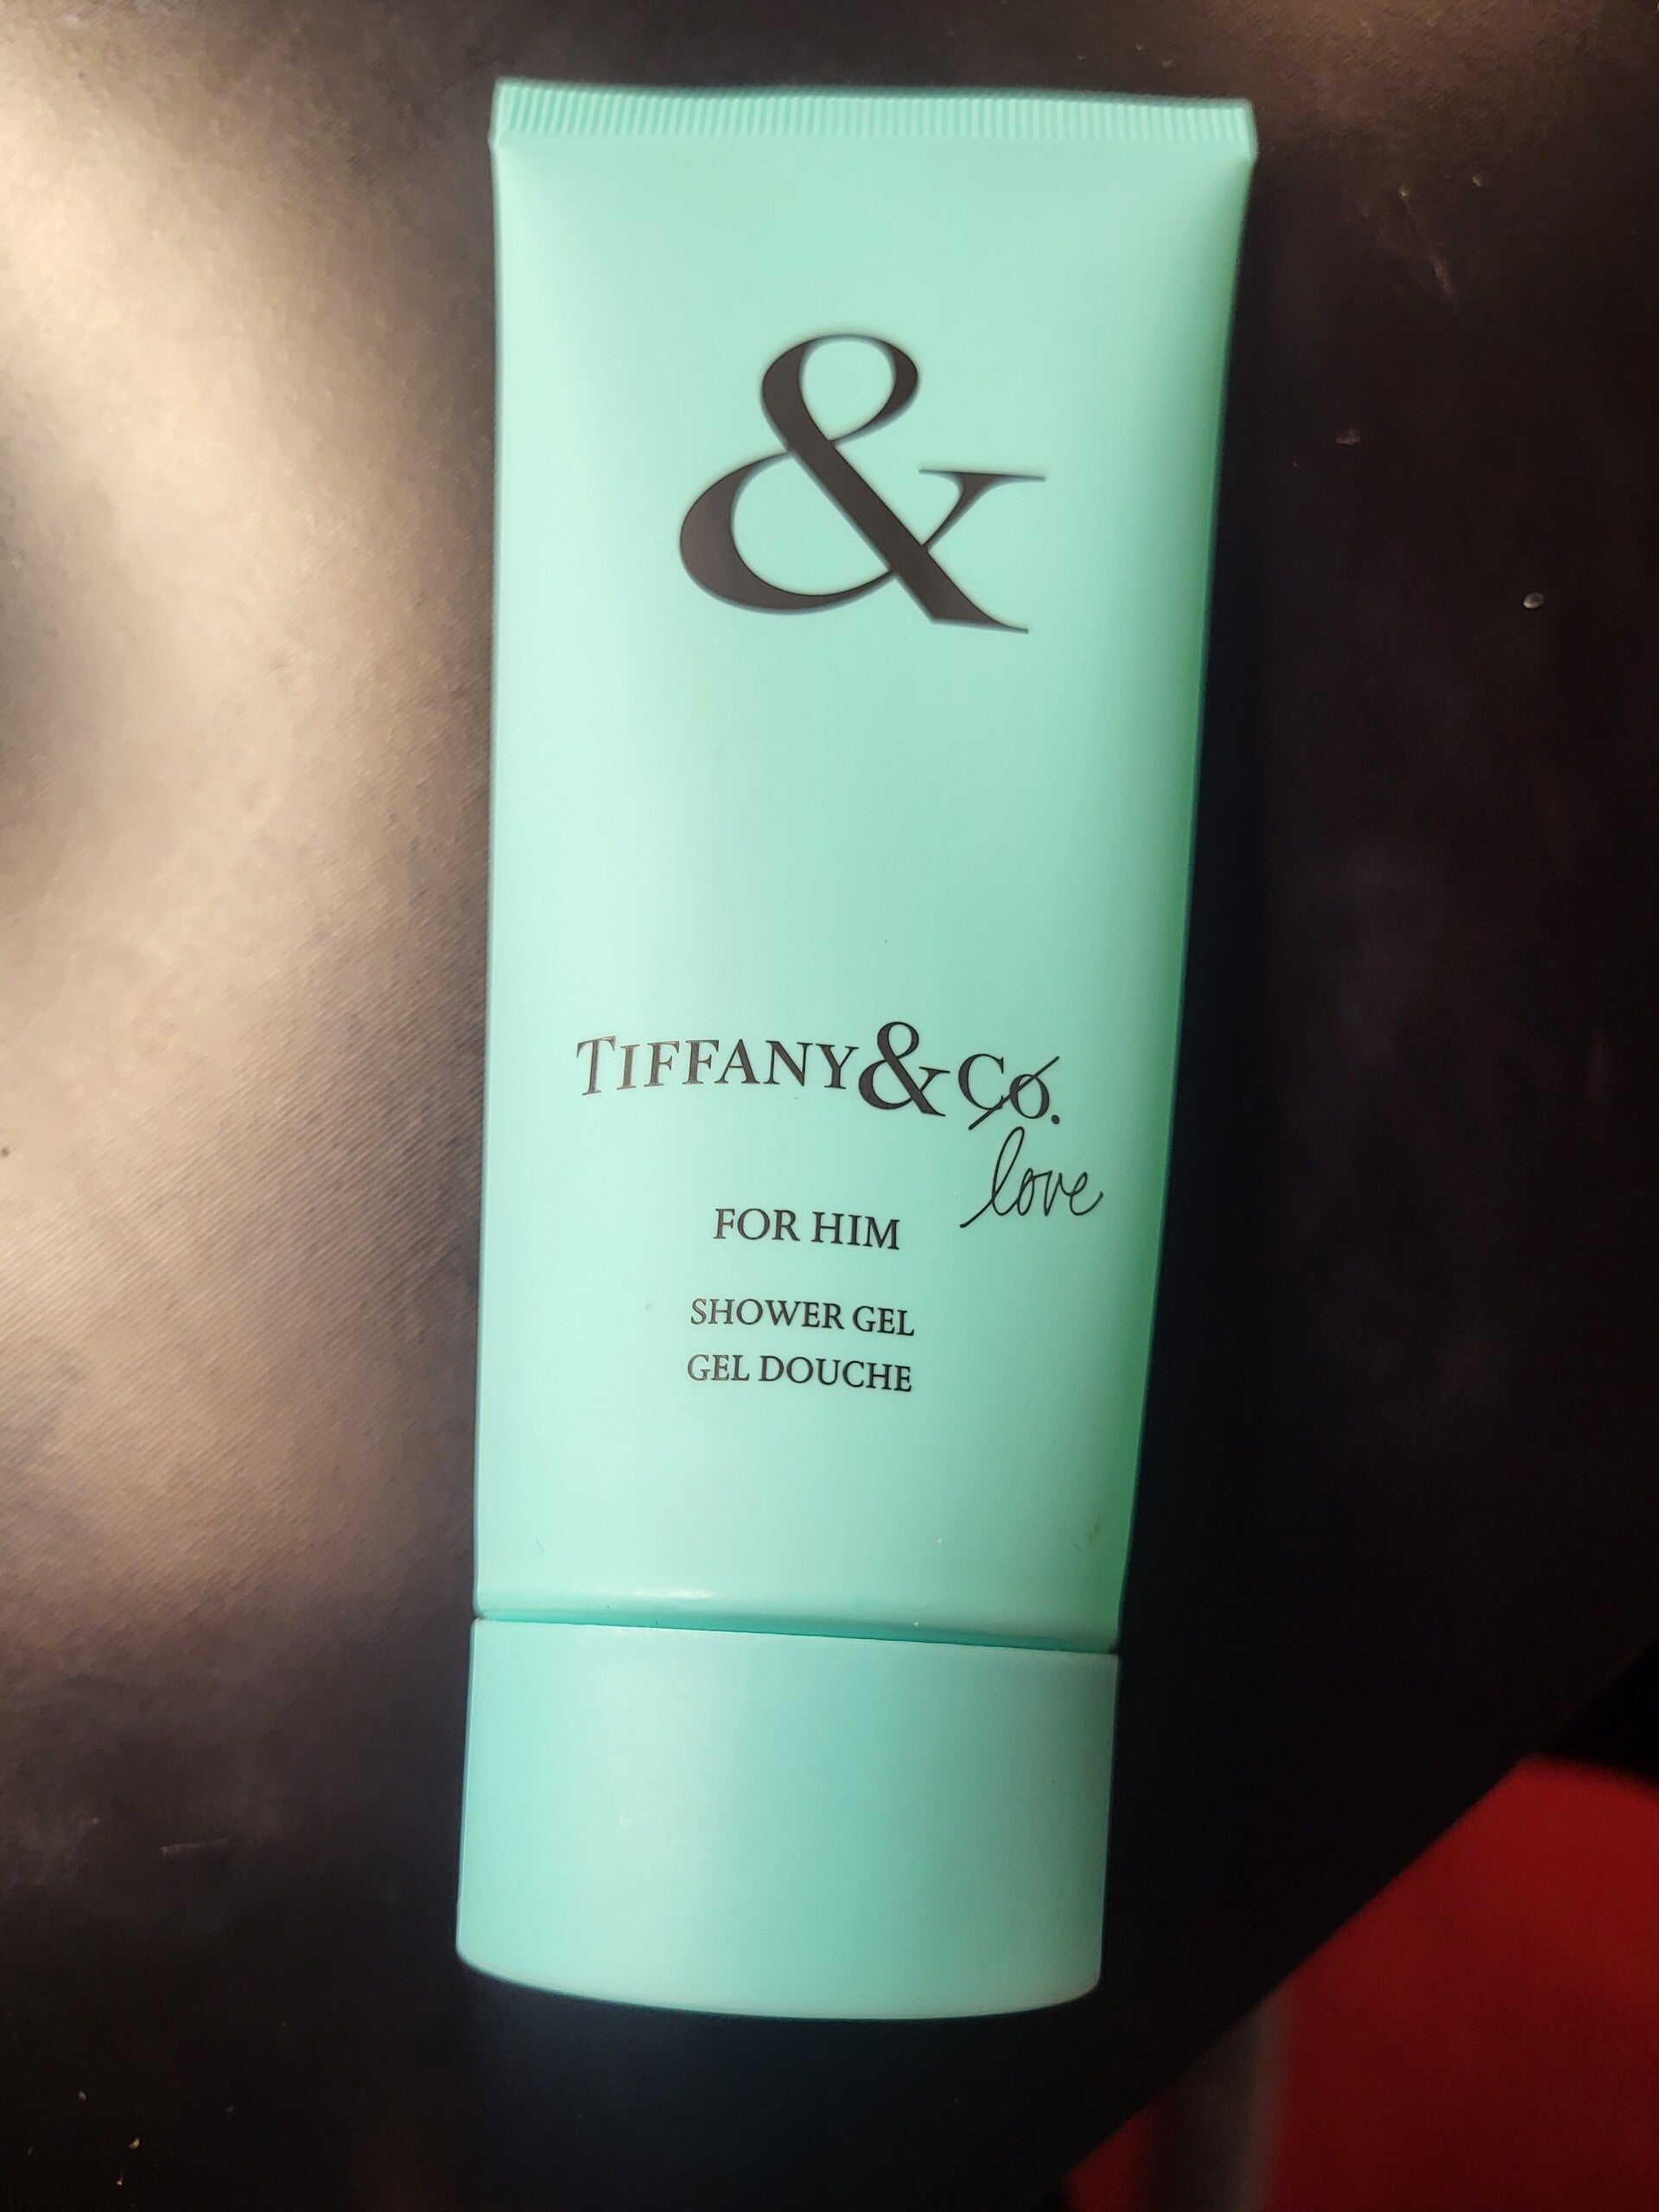 &
TIFFANY & Co.
love
FOR HIM
SHOWER GEL
GEL DOUCHE